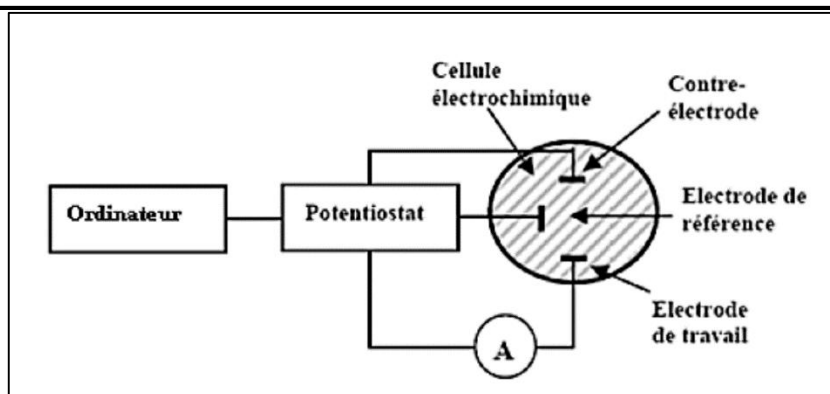 Cellule
électrochimique
Contre-
électrode
Ordinateur
Potentiostat
Electrode de
référence
Electrode
de travail
A